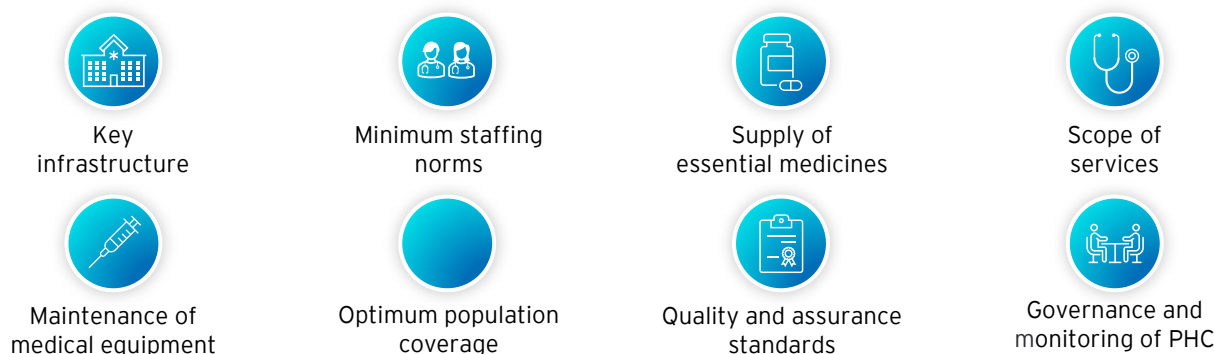 Key
infrastructure
Minimum staffing
norms
Supply of
essential medicines
Scope of
services
Maintenance of
medical equipment
Optimum population
coverage
Quality and assurance
standards
Governance and
monitoring of PHC